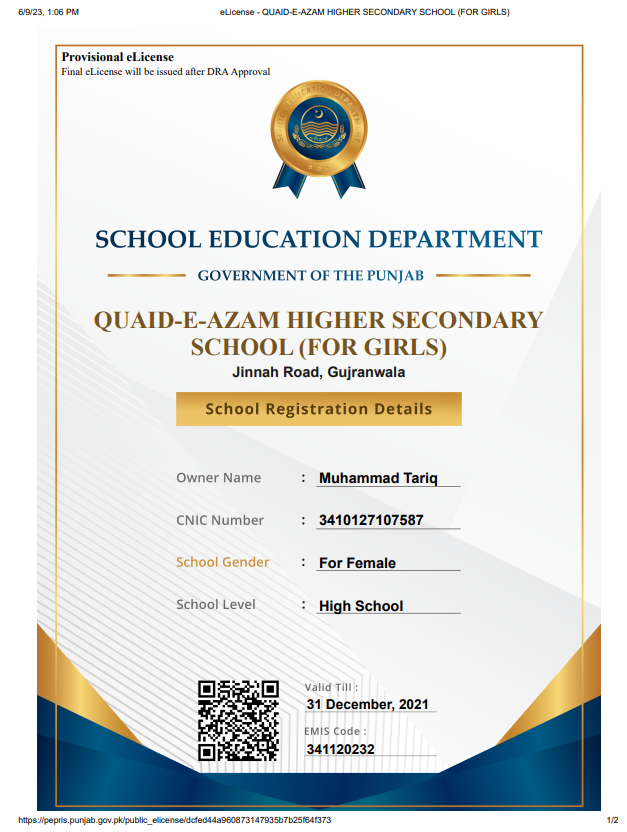 6/9/23, 1:06 PM
eLicense - QUAID-E-AZAM HIGHER SECONDARY SCHOOL (FOR GIRLS)
Provisional eLicense
Final eLicense will be issued after DRA Approval
SCHOOL EDUCATION DEPARTMENT
SCHOOL EDUCATION DEPARTMENT
GOVERNMENT OF THE PUNJAB
QUAID-E-AZAM HIGHER SECONDARY
SCHOOL (FOR GIRLS)
Jinnah Road, Gujranwala
School Registration Details
Owner Name : Muhammad Tariq
CNIC Number : 3410127107587
School Gender : For Female
School Level : High School
Valid Till :
31 December, 2021
EMIS Code :
341120232
https://pepris.punjab.gov.pk/public_elicense/dcfed44a960873147935b7b25f64f373
1/2